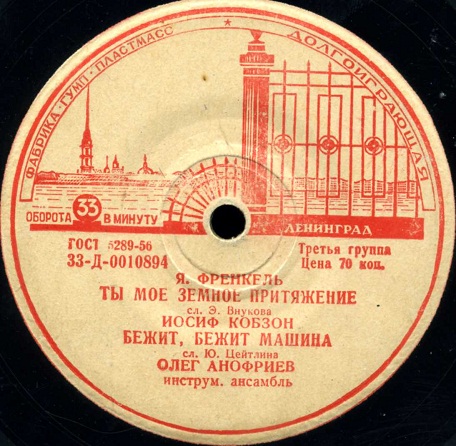 ФАБРИКА·ГУМП·ПЛАСТМАСС ★ ДОЛГОИГРАЮЩАЯ
33
ОБОРОТА В МИНУТУ
ЛЕНИНГРАД
ГОСТ 5289-56
33-Д-0010894
Третья группа
Цена 70 коп.
Я. ФРЕНКЕЛЬ
ТЫ МОЕ ЗЕМНОЕ ПРИТЯЖЕНИЕ
сл. Э. Внукова
ИОСИФ КОБЗОН
БЕЖИТ, БЕЖИТ МАШИНА
сл. Ю. Цейтлина
ОЛЕГ АНОФРИЕВ
инструм. ансамбль